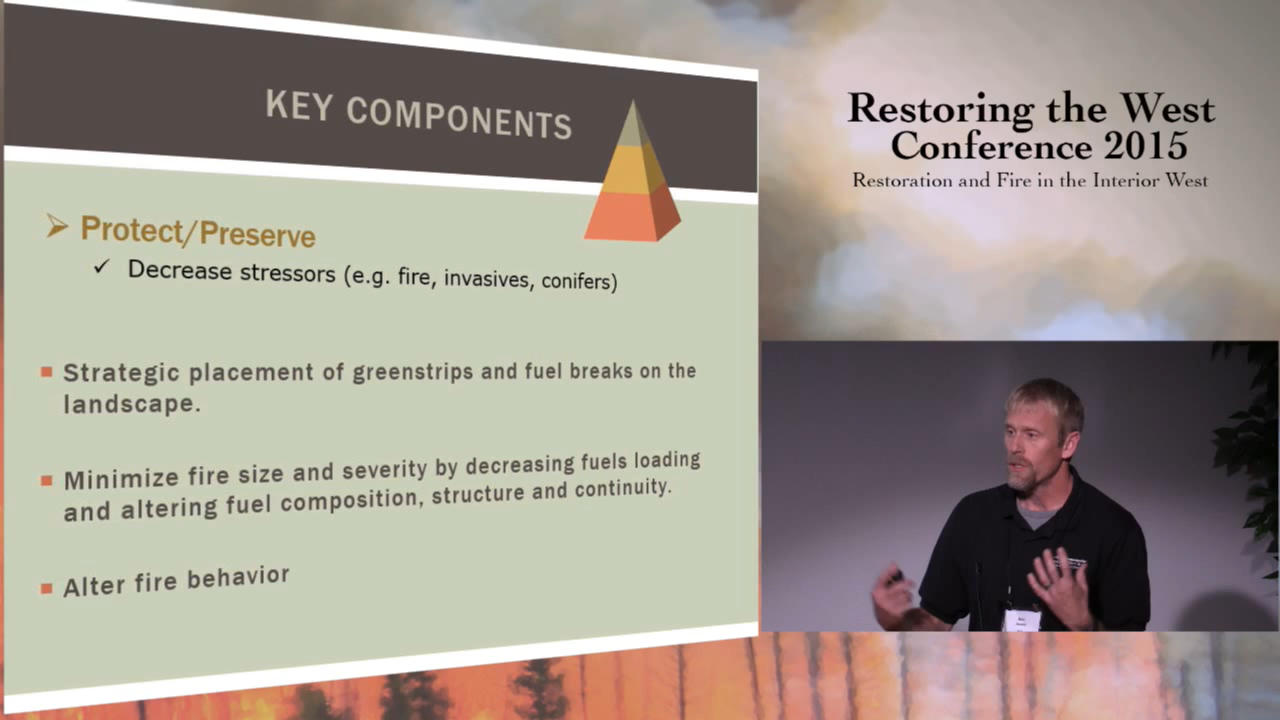 KEY COMPONENTS
Protect/Preserve
Decrease stressors (e.g. fire, invasives, conifers)
Strategic placement of greenstrips and fuel breaks on the
landscape.
Minimize fire size and severity by decreasing fuels loading
and altering fuel composition, structure and continuity.
Alter fire behavior
Restoring the West
Conference 2015
Restoration and Fire in the Interior West